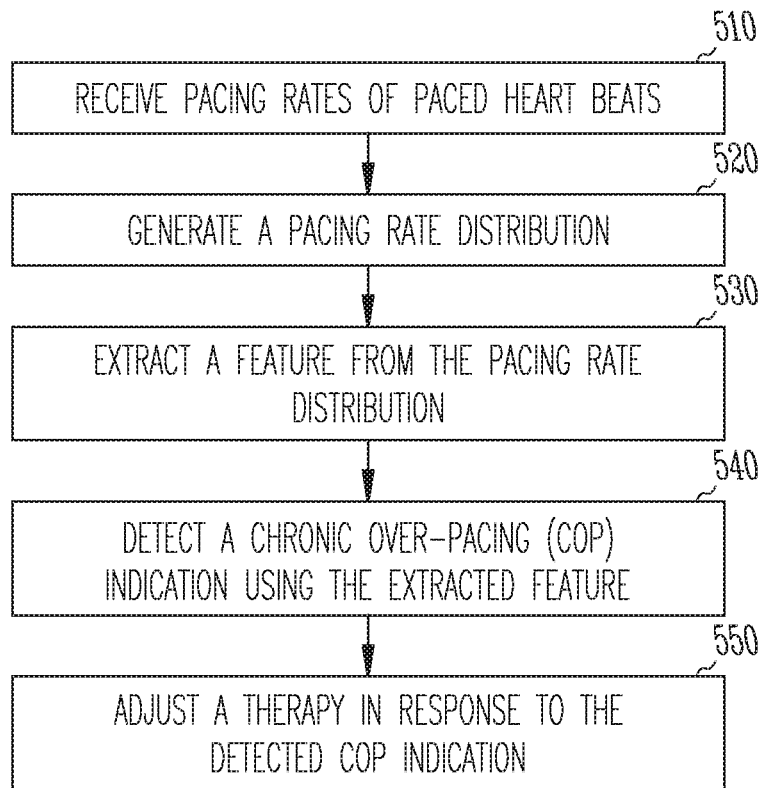 510
RECEIVE PACING RATES OF PACED HEART BEATS
520
GENERATE A PACING RATE DISTRIBUTION
530
EXTRACT A FEATURE FROM THE PACING RATE
DISTRIBUTION
540
DETECT A CHRONIC OVER-PACING (COP)
INDICATION USING THE EXTRACTED FEATURE
550
ADJUST A THERAPY IN RESPONSE TO THE
DETECTED COP INDICATION